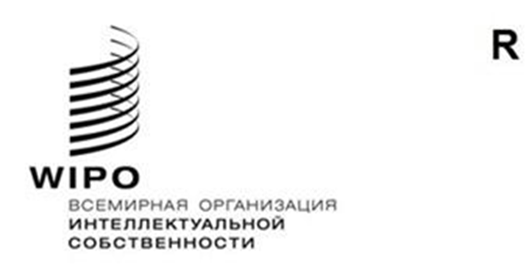 R
WIPO
ВСЕМИРНАЯ ОРГАНИЗАЦИЯ
ИНТЕЛЛЕКТУАЛЬНОЙ
СОБСТВЕННОСТИ